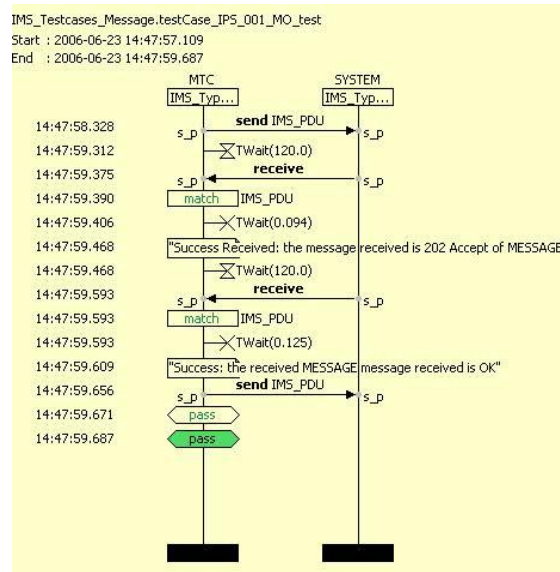 IMS_Testcases_Message.testCase_IPS_001_MO_test
Start : 2006-06-23 14:47:57.109
End : 2006-06-23 14:47:59.687
MTC SYSTEM
IMS_Typ... IMS_Typ...
14:47:58.328 s_p send IMS_PDU s_p
14:47:59.312 TWait(120.0)
14:47:59.375 s_p receive s_p
14:47:59.390 match IMS_PDU
14:47:59.406 TWait(0.094)
14:47:59.468 "Success Received: the message received is 202 Accept of MESSAGE
14:47:59.468 TWait(120.0)
14:47:59.593 s_p receive s_p
14:47:59.593 match IMS_PDU
14:47:59.593 TWait(0.125)
14:47:59.609 "Success: the received MESSAGE message received is OK"
14:47:59.656 s_p send IMS_PDU s_p
14:47:59.671 pass
14:47:59.687 pass